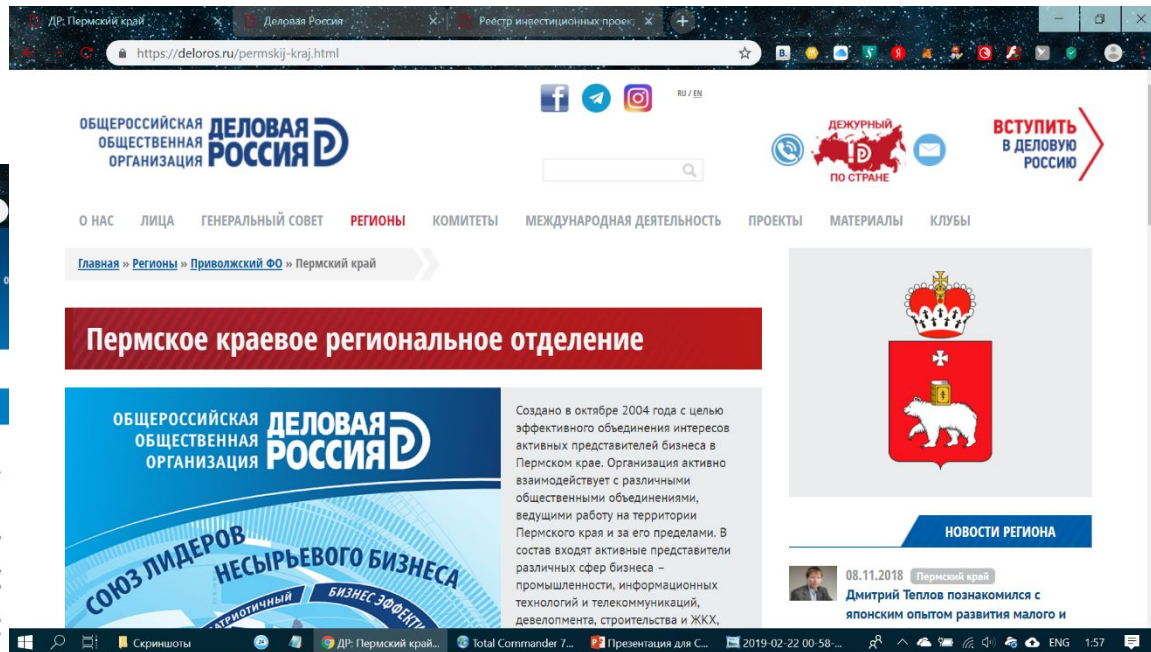 ДР: Пермский край
Деловая Россия
Реестр инвестиционных проек
https://deloros.ru/permskij-kraj.html
RU / EN
ОБЩЕРОССИЙСКАЯ
ОБЩЕСТВЕННАЯ
ОРГАНИЗАЦИЯ
ДЕЛОВАЯ
РОССИЯ
ДЕЖУРНЫЙ
ПО СТРАНЕ
ВСТУПИТЬ
В ДЕЛОВУЮ
РОССИЮ
О НАС ЛИЦА ГЕНЕРАЛЬНЫЙ СОВЕТ РЕГИОНЫ КОМИТЕТЫ МЕЖДУНАРОДНАЯ ДЕЯТЕЛЬНОСТЬ ПРОЕКТЫ МАТЕРИАЛЫ КЛУБЫ
Главная » Регионы » Приволжский ФО » Пермский край
Пермское краевое региональное отделение
ОБЩЕРОССИЙСКАЯ
ОБЩЕСТВЕННАЯ
ОРГАНИЗАЦИЯ
ДЕЛОВАЯ
РОССИЯ
СОЮЗ ЛИДЕРОВ
НЕСЫРЬЕВОГО БИЗНЕСА
Создано в октябре 2004 года с целью
эффективного объединения интересов
активных представителей бизнеса в
Пермском крае. Организация активно
взаимодействует с различными
общественными объединениями,
ведущими работу на территории
Пермского края и за его пределами. В
состав входят активные представители
различных сфер бизнеса –
промышленности, информационных
технологий и телекоммуникаций,
девелопмента, строительства и ЖКХ,
НОВОСТИ РЕГИОНА
08.11.2018 Пермский край
Дмитрий Теплов познакомился с
японским опытом развития малого и
Скриншоты
ДР: Пермский край...
Total Commander 7...
Презентация для С...
2019-02-22 00-58-...
ENG
1:57